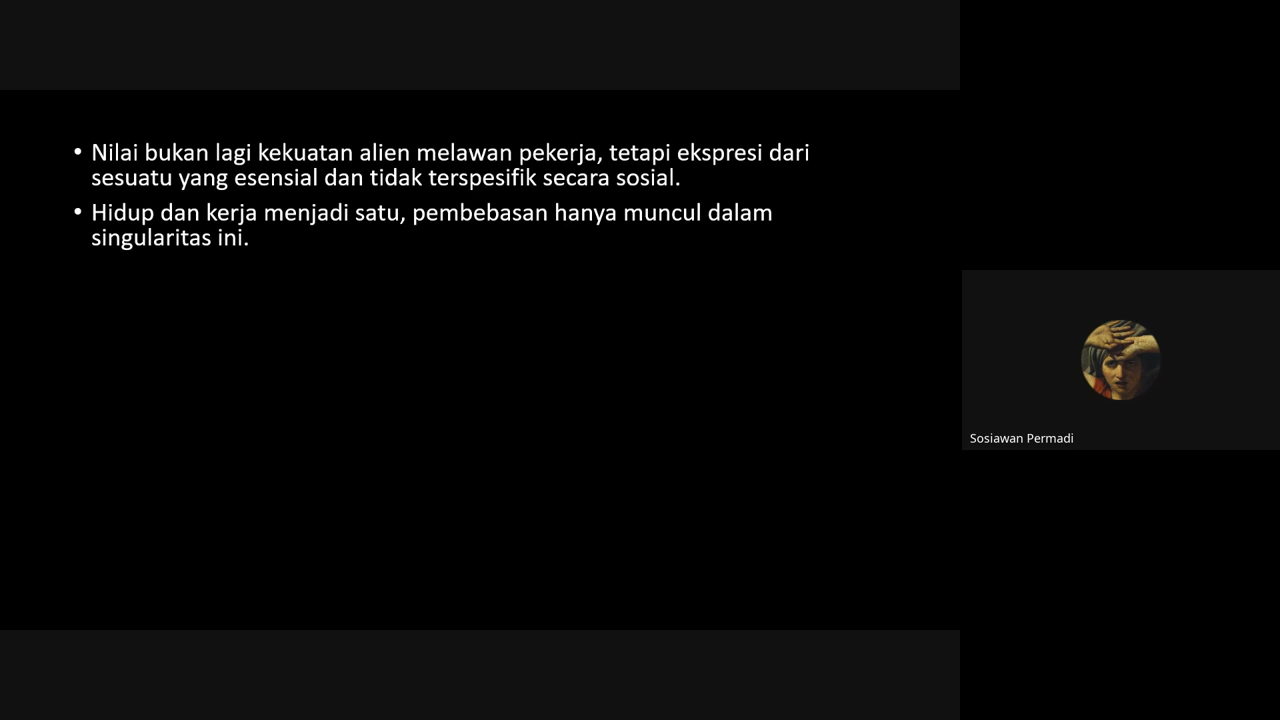 • Nilai bukan lagi kekuatan alien melawan pekerja, tetapi ekspresi dari
sesuatu yang esensial dan tidak terspesifik secara sosial.
• Hidup dan kerja menjadi satu, pembebasan hanya muncul dalam
singularitas ini.
Sosiawan Permadi